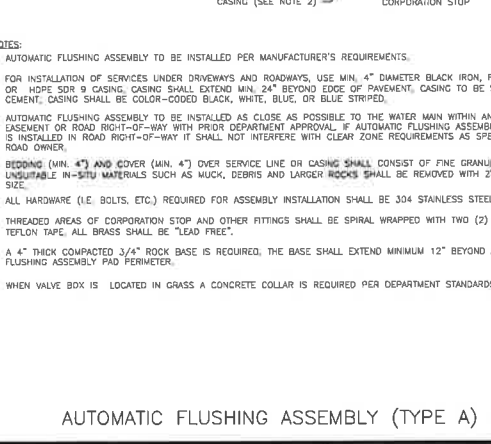 CASING (SEE NOTE 2)
CORPORATION STOP
OTES:
AUTOMATIC FLUSHING ASSEMBLY TO BE INSTALLED PER MANUFACTURER'S REQUIREMENTS.
FOR INSTALLATION OF SERVICES UNDER DRIVEWAYS AND ROADWAYS, USE MIN. 4" DIAMETER BLACK IRON, P
OR HDPE SDR 9 CASING. CASING SHALL EXTEND MIN. 24" BEYOND EDGE OF PAVEMENT. CASING TO BE
CEMENT. CASING SHALL BE COLOR-CODED BLACK, WHITE, BLUE, OR BLUE STRIPED.
AUTOMATIC FLUSHING ASSEMBLY TO BE INSTALLED AS CLOSE AS POSSIBLE TO THE WATER MAIN WITHIN AN
EASEMENT OR ROAD RIGHT-OF-WAY WITH PRIOR DEPARTMENT APPROVAL. IF AUTOMATIC FLUSHING ASSEMB
IS INSTALLED IN ROAD RIGHT-OF-WAY IT SHALL NOT INTERFERE WITH CLEAR ZONE REQUIREMENTS AS SPE
ROAD OWNER.
BEDDING (MIN. 4") AND COVER (MIN. 4") OVER SERVICE LINE OR CASING SHALL CONSIST OF FINE GRANU
UNSUITABLE IN-SITU MATERIALS SUCH AS MUCK, DEBRIS AND LARGER ROCKS SHALL BE REMOVED WITH 2
SIZE.
ALL HARDWARE (I.E. BOLTS, ETC.) REQUIRED FOR ASSEMBLY INSTALLATION SHALL BE 304 STAINLESS STEEL
THREADED AREAS OF CORPORATION STOP AND OTHER FITTINGS SHALL BE SPIRAL WRAPPED WITH TWO (2)
TEFLON TAPE. ALL BRASS SHALL BE "LEAD FREE".
A 4" THICK COMPACTED 3/4" ROCK BASE IS REQUIRED. THE BASE SHALL EXTEND MINIMUM 12" BEYOND
FLUSHING ASSEMBLY PAD PERIMETER.
WHEN VALVE BOX IS LOCATED IN GRASS A CONCRETE COLLAR IS REQUIRED PER DEPARTMENT STANDARDS
AUTOMATIC FLUSHING ASSEMBLY (TYPE A)